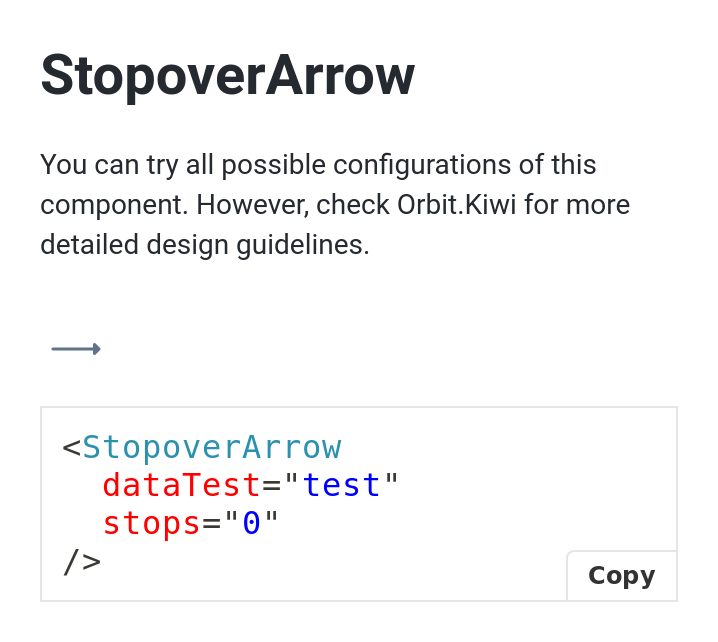 StopoverArrow
You can try all possible configurations of this
component. However, check Orbit.Kiwi for more
detailed design guidelines.
<StopoverArrow
  dataTest="test"
  stops="0"
/>
Copy